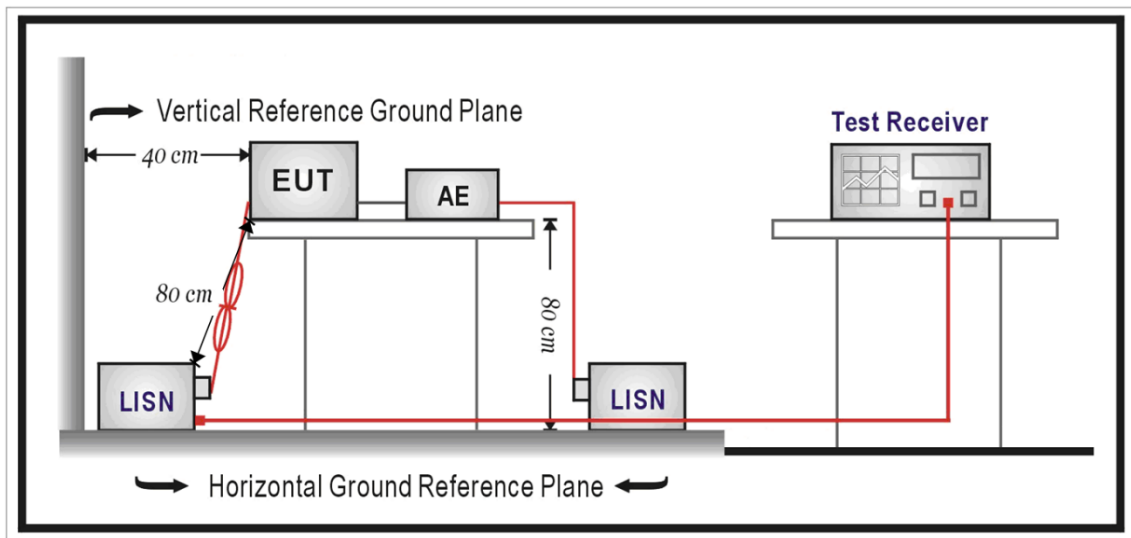 Vertical Reference Ground Plane
Test Receiver
40 cm
EUT
AE
80 cm
80 cm
LISN
LISN
Horizontal Ground Reference Plane